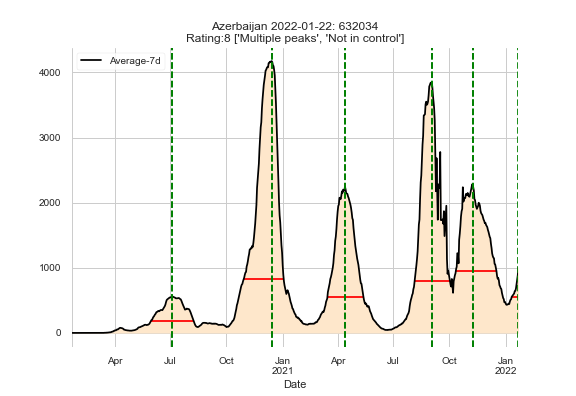 Azerbaijan 2022-01-22: 632034
Rating:8 ['Multiple peaks', 'Not in control']
Average-7d
4000
3000
2000
1000
0
Apr Jul Oct Jan Apr Jul Oct Jan
2021 2022
Date